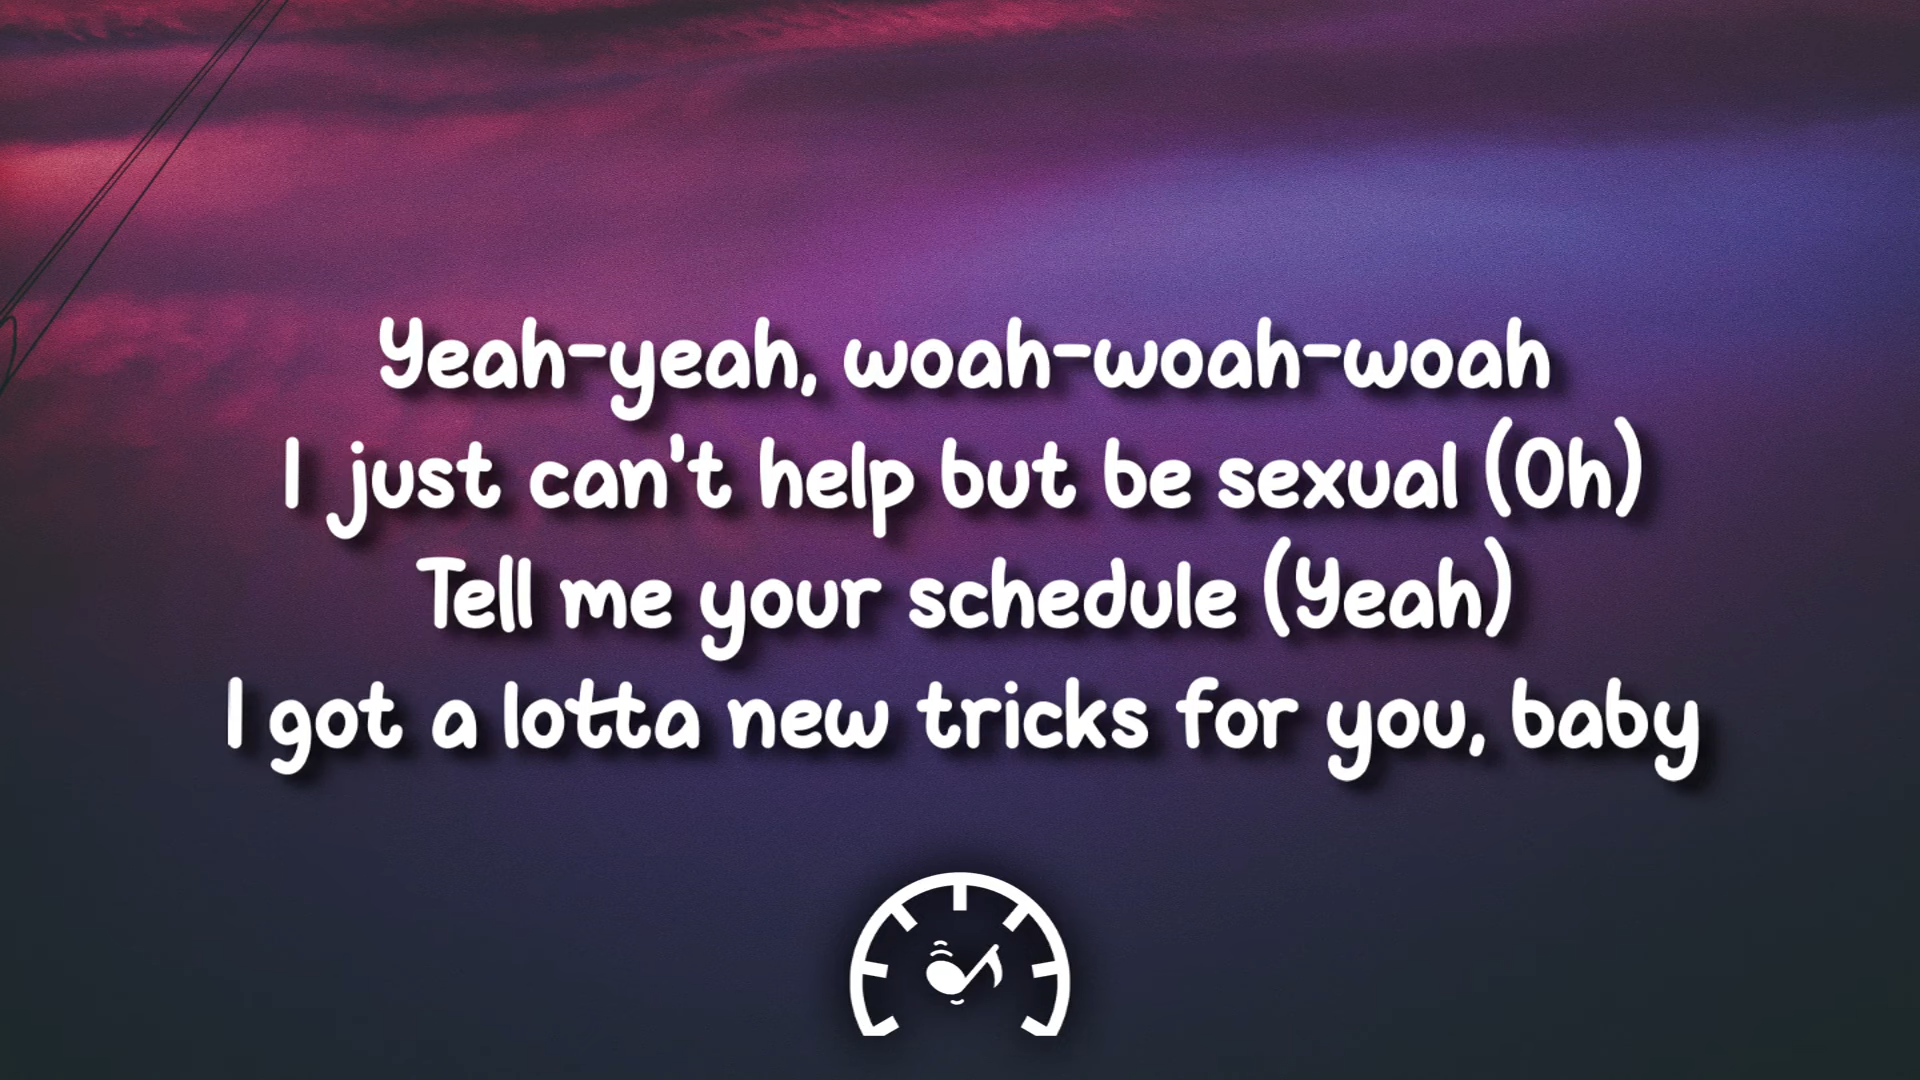 Yeah-yeah, woah-woah-woah
I just can't help but be sexual (Oh)
Tell me your schedule (Yeah)
I got a lotta new tricks for you, baby